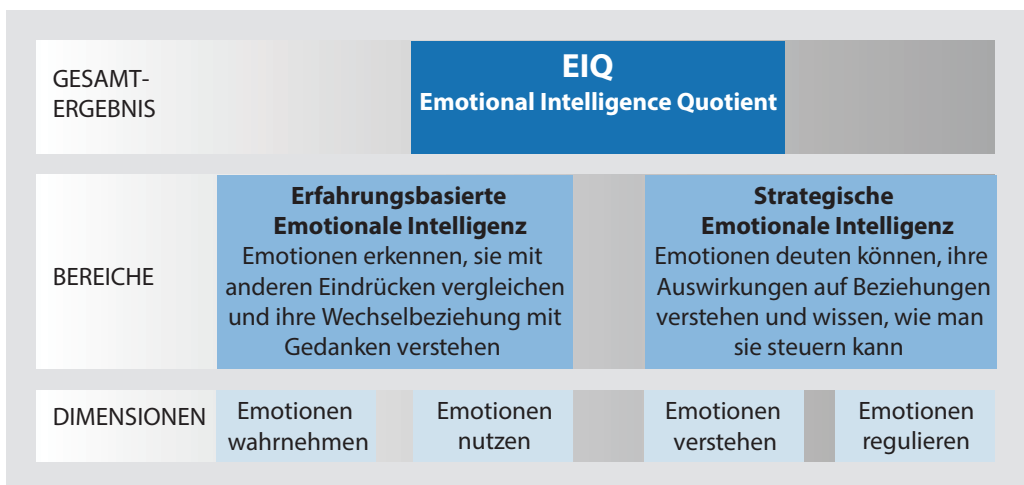 GESAMT-
ERGEBNIS
EIQ
Emotional Intelligence Quotient
BEREICHE
Erfahrungsbasierte
Emotionale Intelligenz
Emotionen erkennen, sie mit
anderen Eindrücken vergleichen
und ihre Wechselbeziehung mit
Gedanken verstehen
Strategische
Emotionale Intelligenz
Emotionen deuten können, ihre
Auswirkungen auf Beziehungen
verstehen und wissen, wie man
sie steuern kann
DIMENSIONEN
Emotionen
wahrnehmen
Emotionen
nutzen
Emotionen
verstehen
Emotionen
regulieren